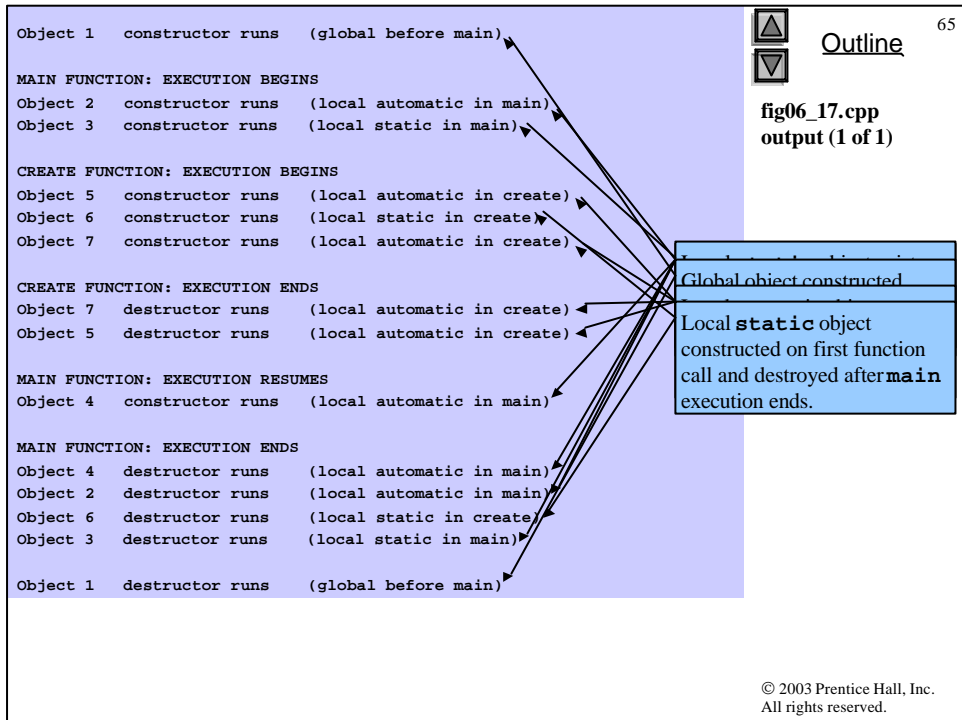 Object 1 constructor runs (global before main)
MAIN FUNCTION: EXECUTION BEGINS
Object 2 constructor runs (local automatic in main)
Object 3 constructor runs (local static in main)
CREATE FUNCTION: EXECUTION BEGINS
Object 5 constructor runs (local automatic in create)
Object 6 constructor runs (local static in create)
Object 7 constructor runs (local automatic in create)
CREATE FUNCTION: EXECUTION ENDS
Object 7 destructor runs (local automatic in create)
Object 5 destructor runs (local automatic in create)
MAIN FUNCTION: EXECUTION RESUMES
Object 4 constructor runs (local automatic in main)
MAIN FUNCTION: EXECUTION ENDS
Object 4 destructor runs (local automatic in main)
Object 2 destructor runs (local automatic in main)
Object 6 destructor runs (local static in create)
Object 3 destructor runs (local static in main)
Object 1 destructor runs (global before main)
Outline
65
fig06_17.cpp
output (1 of 1)
Global object constructed
Local static object
constructed on first function
call and destroyed after main
execution ends.
© 2003 Prentice Hall, Inc.
All rights reserved.